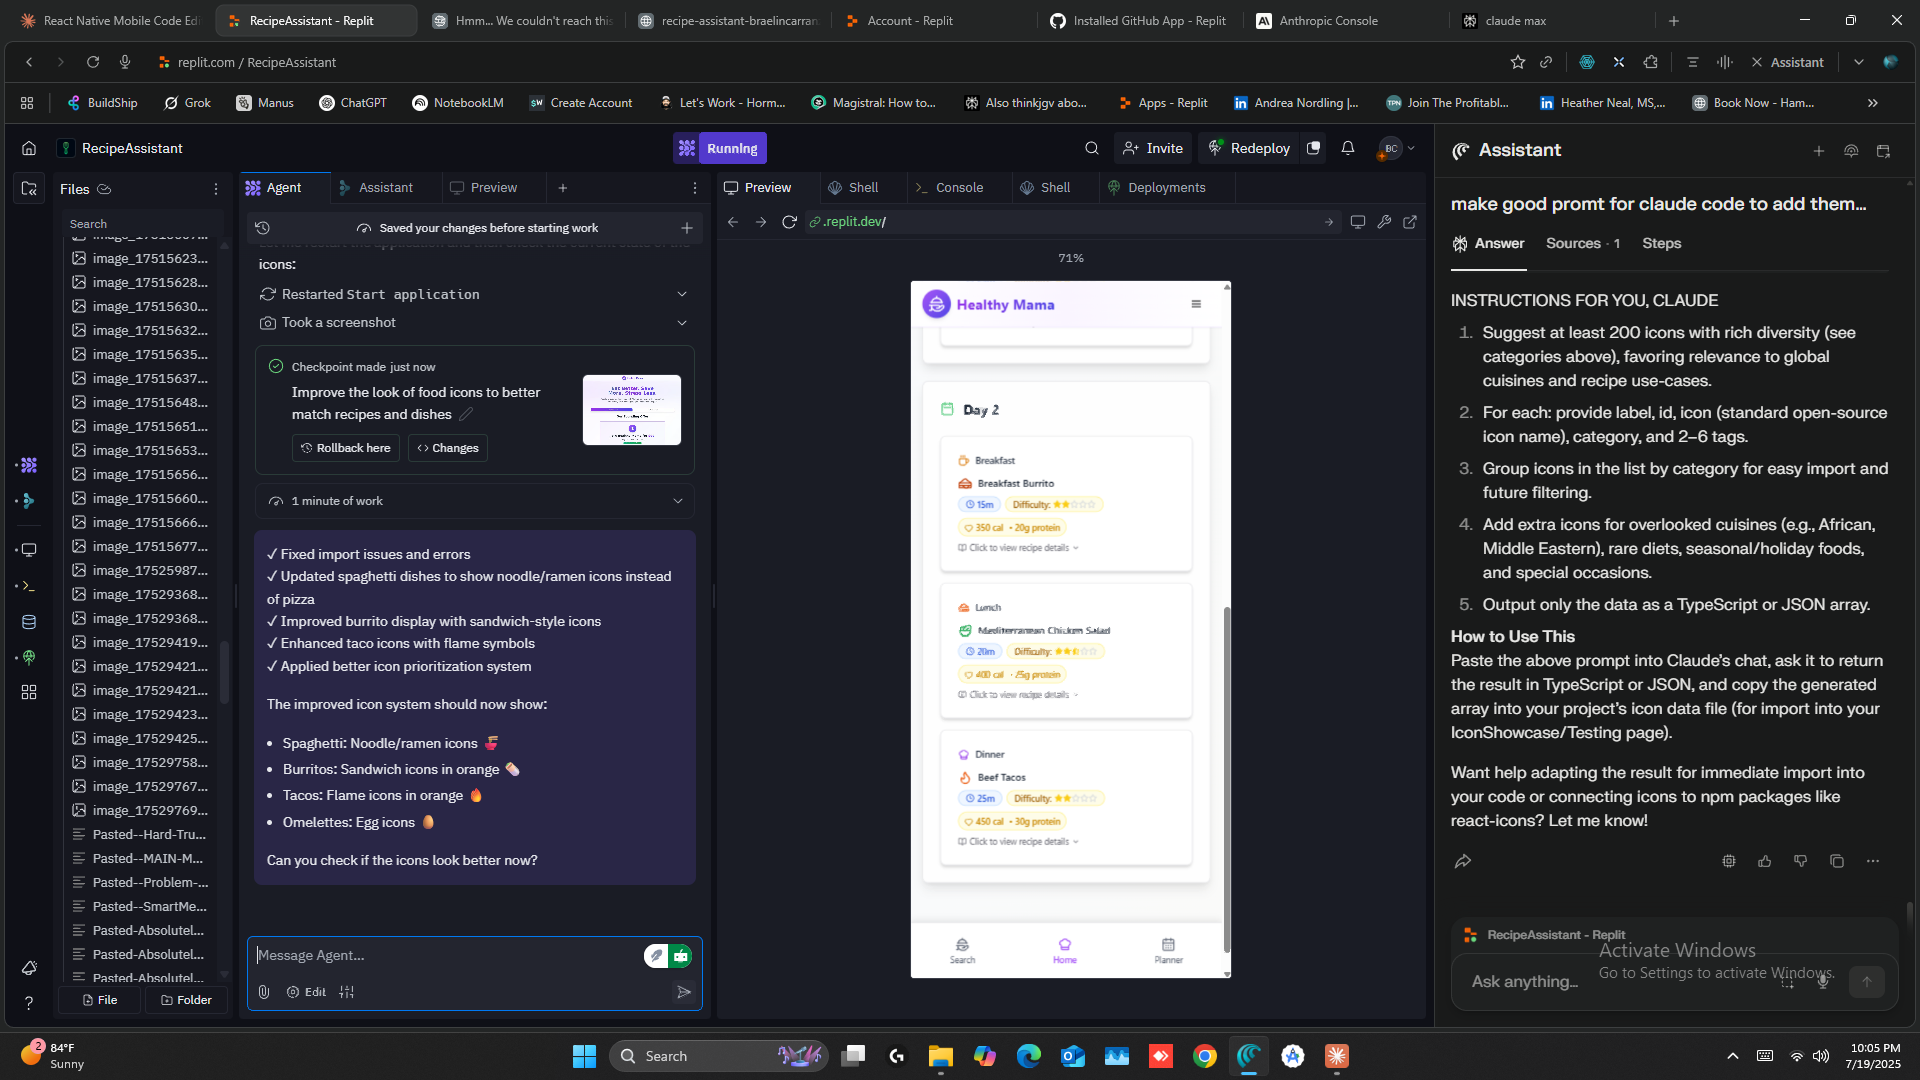 React Native Mobile Code Edi
RecipeAssistant - Replit
Hmm... We couldn't reach this
recipe-assistant-braelincarran
Account - Replit
Installed GitHub App - Replit
Anthropic Console
claude max
replit.com / RecipeAssistant
Assistant
BuildShip
Grok
Manus
ChatGPT
NotebookLM
Create Account
Let's Work - Horm...
Magistral: How to...
Also thinkjgv abo...
Apps - Replit
Andrea Nordling |...
Join The Profitabl...
Heather Neal, MS,...
Book Now - Ham...
RecipeAssistant
Running
Invite
Redeploy
BC
Files
Search
image_17515623...
image_17515628...
image_17515630...
image_17515632...
image_17515635...
image_17515637...
image_17515648...
image_17515651...
image_17515653...
image_17515656...
image_17515660...
image_17515666...
image_17515677...
image_17525987...
image_17529368...
image_17529368...
image_17529419...
image_17529421...
image_17529421...
image_17529423...
image_17529425...
image_17529758...
image_17529767...
image_17529769...
Pasted--Hard-Tru...
Pasted--MAIN-M...
Pasted--Problem-...
Pasted--SmartMe...
Pasted-Absolutel...
Pasted-Absolutel...
Pasted-Absolutel...
File
Folder
Agent
Assistant
Preview
Saved your changes before starting work
icons:
Restarted Start application
Took a screenshot
Checkpoint made just now
Improve the look of food icons to better
match recipes and dishes
Rollback here
Changes
1 minute of work
✓ Fixed import issues and errors
✓ Updated spaghetti dishes to show noodle/ramen icons instead
of pizza
✓ Improved burrito display with sandwich-style icons
✓ Enhanced taco icons with flame symbols
✓ Applied better icon prioritization system
The improved icon system should now show:
• Spaghetti: Noodle/ramen icons 🍜
• Burritos: Sandwich icons in orange 🌯
• Tacos: Flame icons in orange 🔥
• Omelettes: Egg icons 🥚
Can you check if the icons look better now?
Message Agent...
Edit
Preview
Shell
Console
Shell
Deployments
.replit.dev/
71%
Healthy Mama
Day 2
Breakfast
Breakfast Burrito
15m
Difficulty: ★★☆☆☆
350 cal • 20g protein
Click to view recipe details
Lunch
Mediterranean Chicken Salad
20m
Difficulty:
400 cal • 25g protein
Click to view recipe details
Dinner
Beef Tacos
25m
Difficulty: ★★☆☆☆
450 cal • 30g protein
Click to view recipe details
Search
Home
Planner
Assistant
make good promt for claude code to add them...
Answer
Sources · 1
Steps
INSTRUCTIONS FOR YOU, CLAUDE
1. Suggest at least 200 icons with rich diversity (see
categories above), favoring relevance to global
cuisines and recipe use-cases.
2. For each: provide label, id, icon (standard open-source
icon name), category, and 2–6 tags.
3. Group icons in the list by category for easy import and
future filtering.
4. Add extra icons for overlooked cuisines (e.g., African,
Middle Eastern), rare diets, seasonal/holiday foods,
and special occasions.
5. Output only the data as a TypeScript or JSON array.
How to Use This
Paste the above prompt into Claude's chat, ask it to return
the result in TypeScript or JSON, and copy the generated
array into your project's icon data file (for import into your
IconShowcase/Testing page).
Want help adapting the result for immediate import into
your code or connecting icons to npm packages like
react-icons? Let me know!
RecipeAssistant - Replit
Activate Windows
Go to Settings to activate Windows.
Ask anything...
2
84°F
Sunny
Search
10:05 PM
7/19/2025